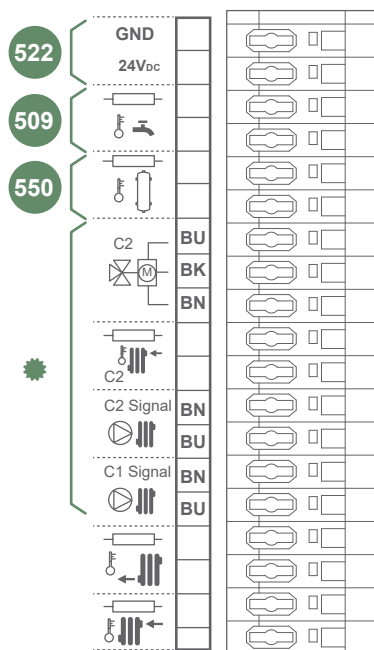 522
GND
24VDC
509
550
C2
BU
M
BK
BN
C2
C2 Signal
BN
BU
C1 Signal
BN
BU